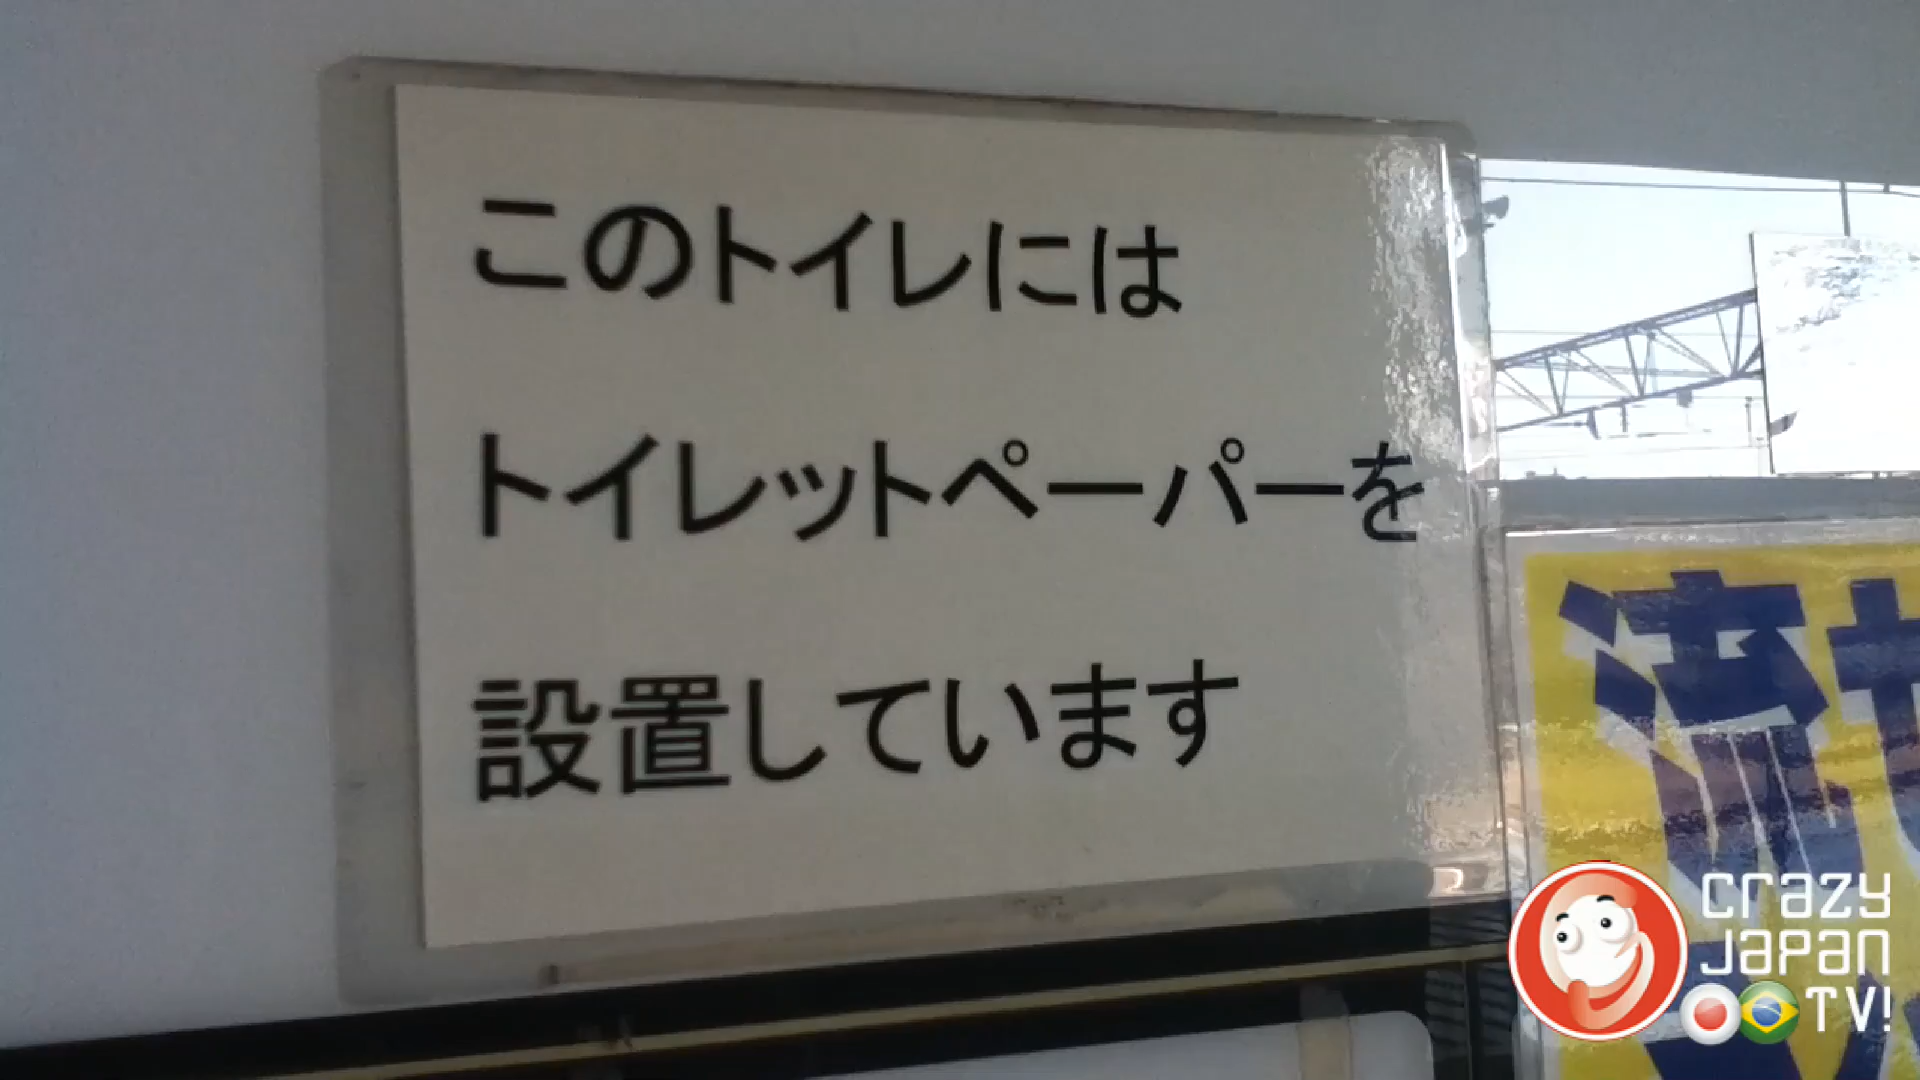 このトイレには
トイレットペーパーを
設置しています
crazy
Japan
TV!